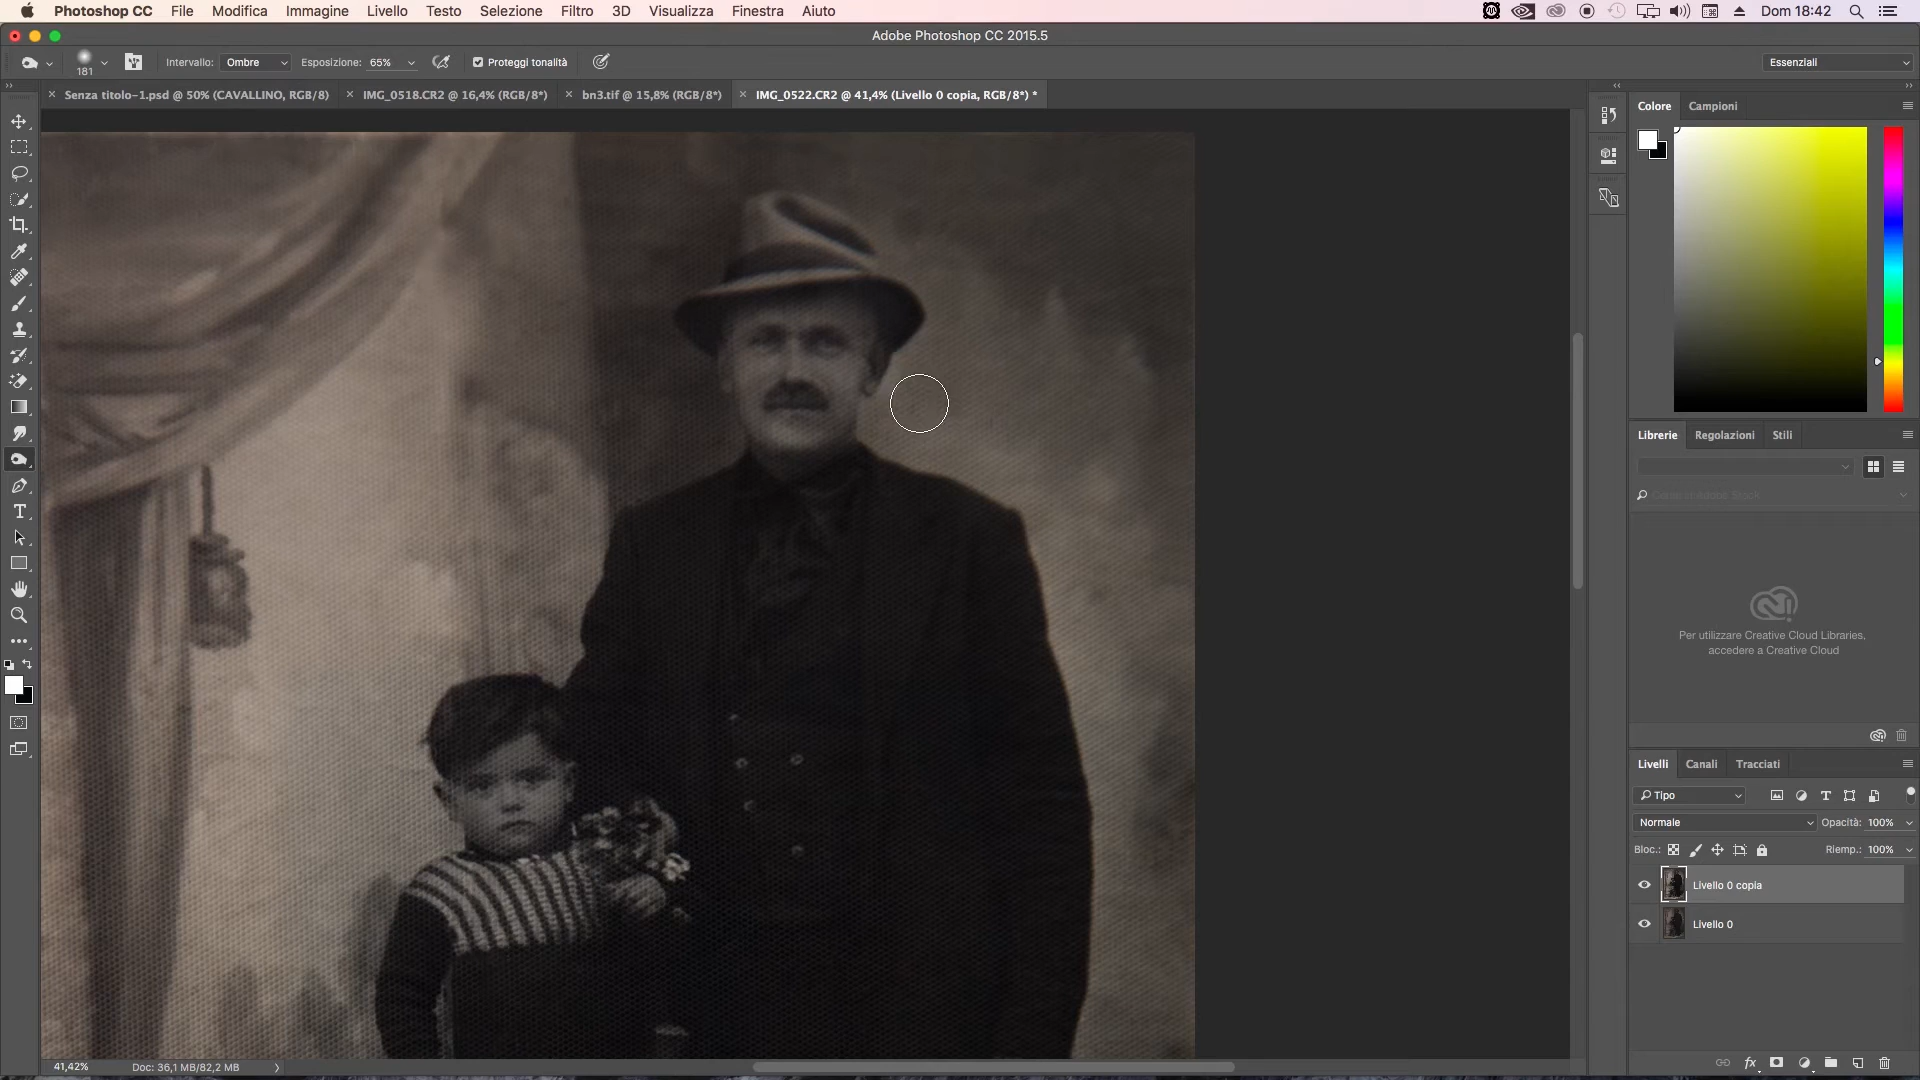 Photoshop CC File Modifica Immagine Livello Testo Selezione Filtro 3D Visualizza Finestra Aiuto Dom 18:42
Adobe Photoshop CC 2015.5
181 Intervallo: Ombre Esposizione: 65% Proteggi tonalità Essenziali
Senza titolo-1.psd @ 50% (CAVALLINO, RGB/8) IMG_0518.CR2 @ 16,4% (RGB/8*) bn3.tif @ 15,8% (RGB/8*) IMG_0522.CR2 @ 41,4% (Livello 0 copia, RGB/8*) *
Colore Campioni
Librerie Regolazioni Stili
Per utilizzare Creative Cloud Libraries,
accedere a Creative Cloud
Livelli Canali Tracciati
Tipo
Normale Opacità: 100%
Bloc.: Riemp.: 100%
Livello 0 copia
Livello 0
fx
41,42% Doc: 36,1 MB/82,2 MB